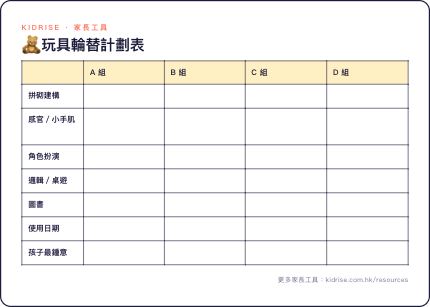 KIDRISE · 家長工具
玩具輪替計劃表
A 組 B 組 C 組 D 組
拼砌建構
感官 / 小手肌
角色扮演
邏輯 / 桌遊
圖書
使用日期
孩子最鍾意
更多家長工具：kidrise.com.hk/resources